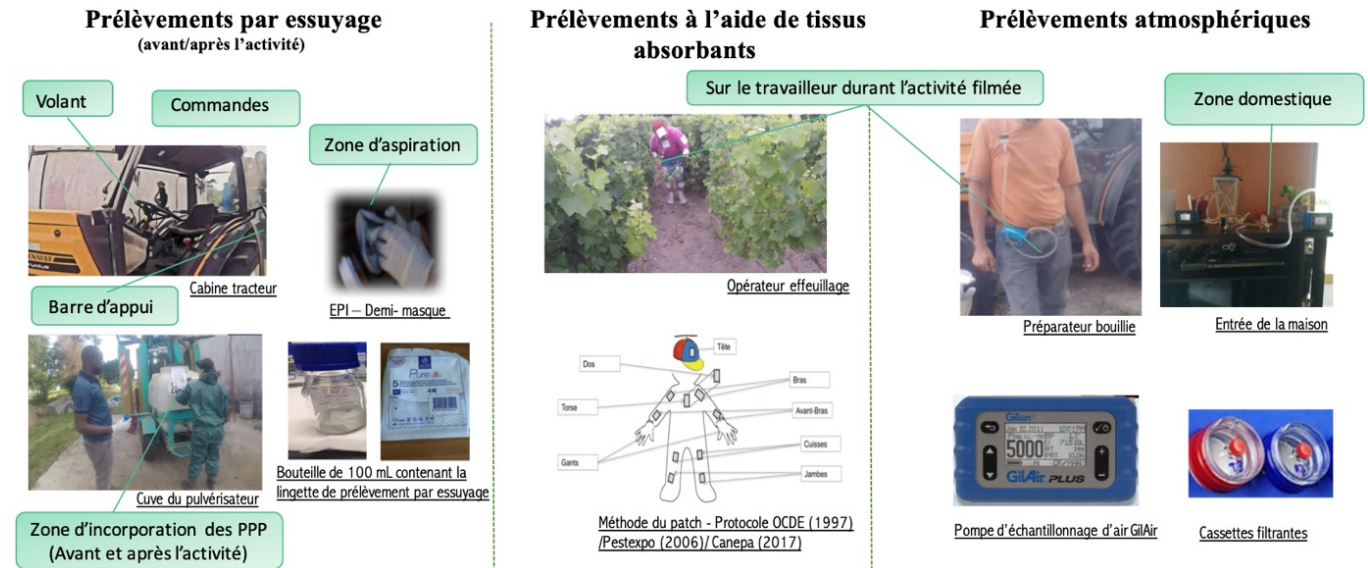 Prélèvements par essuyage
(avant/après l'activité)
Volant
Commandes
Zone d'aspiration
Cabine tracteur
Barre d'appui
EPI – Demi- masque
Cuve du pulvérisateur
Bouteille de 100 mL contenant la
lingette de prélèvement par essuyage
Zone d'incorporation des PPP
(Avant et après l'activité)
Prélèvements à l'aide de tissus
absorbants
Sur le travailleur durant l'activité filmée
Opérateur effeuillage
Tête
Dos
Bras
Torse
Avant-Bras
Cuisses
Gants
Jambes
Méthode du patch - Protocole OCDE (1997)
/Pestexpo (2006)/ Canepa (2017)
Prélèvements atmosphériques
Zone domestique
Préparateur bouillie
Entrée de la maison
Gilian
5000
GilAir PLUS
Pompe d'échantillonnage d'air GilAir
Cassettes filtrantes